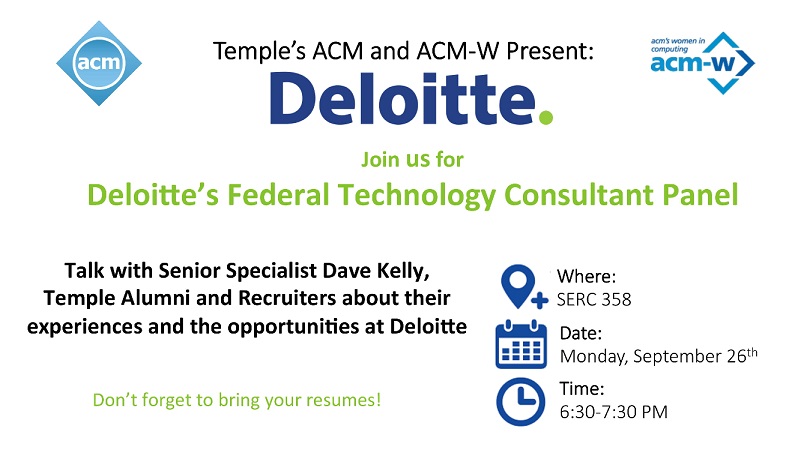 acm
Temple's ACM and ACM-W Present:
acm's women in
computing
acm-w
Deloitte.
Join us for
Deloitte's Federal Technology Consultant Panel
Talk with Senior Specialist Dave Kelly,
Temple Alumni and Recruiters about their
experiences and the opportunities at Deloitte
Don't forget to bring your resumes!
Where:
SERC 358
Date:
Monday, September 26th
Time:
6:30-7:30 PM